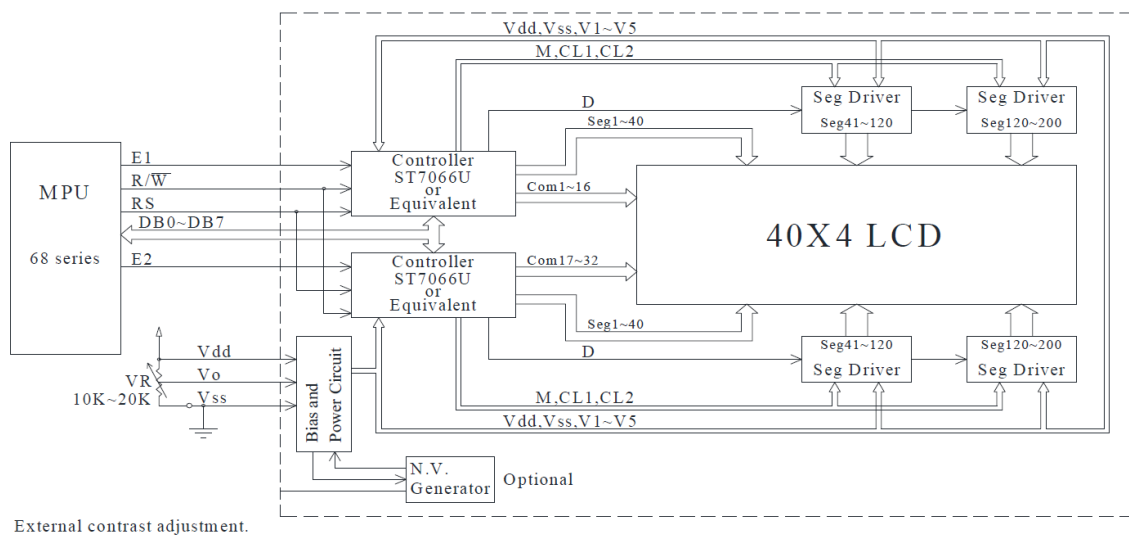 Vdd,Vss,V1~V5
M,CL1,CL2
D
Seg1~40
Seg Driver
Seg41~120
Seg Driver
Seg120~200
MPU
68 series
E1
R/W̅
RS
DB0~DB7
E2
Controller
ST7066U
or
Equivalent
Com1~16
40X4 LCD
Controller
ST7066U
or
Equivalent
Com17~32
Seg1~40
D
Seg41~120
Seg Driver
Seg120~200
Seg Driver
M,CL1,CL2
Vdd,Vss,V1~V5
Vdd
Vo
Vss
VR
10K~20K
Bias and
Power Circuit
N.V.
Generator
Optional
External contrast adjustment.